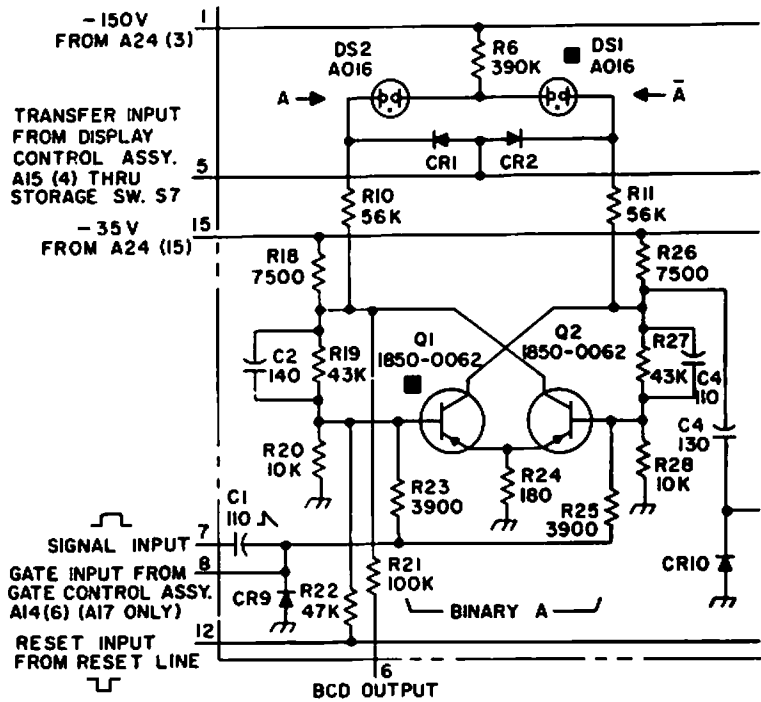 -150V
FROM A24 (3)
1
R6
390K
DS2
A016
DS1
A016
A
Ā
TRANSFER INPUT
FROM DISPLAY
CONTROL ASSY.
A15 (4) THRU
STORAGE SW. S7
5
CR1
CR2
R10
56K
R11
56K
-35V
FROM A24 (15)
15
R18
7500
R26
7500
C2
140
R19
43K
Q1
1850-0062
Q2
1850-0062
R27
43K
C4
110
C4
130
R20
10K
R23
3900
R24
180
R25
3900
R28
10K
C1
110
7
SIGNAL INPUT
8
GATE INPUT FROM
GATE CONTROL ASSY.
A14(6) (A17 ONLY)
CR9
R22
47K
R21
100K
BINARY A
CR10
12
RESET INPUT
FROM RESET LINE
6
BCD OUTPUT